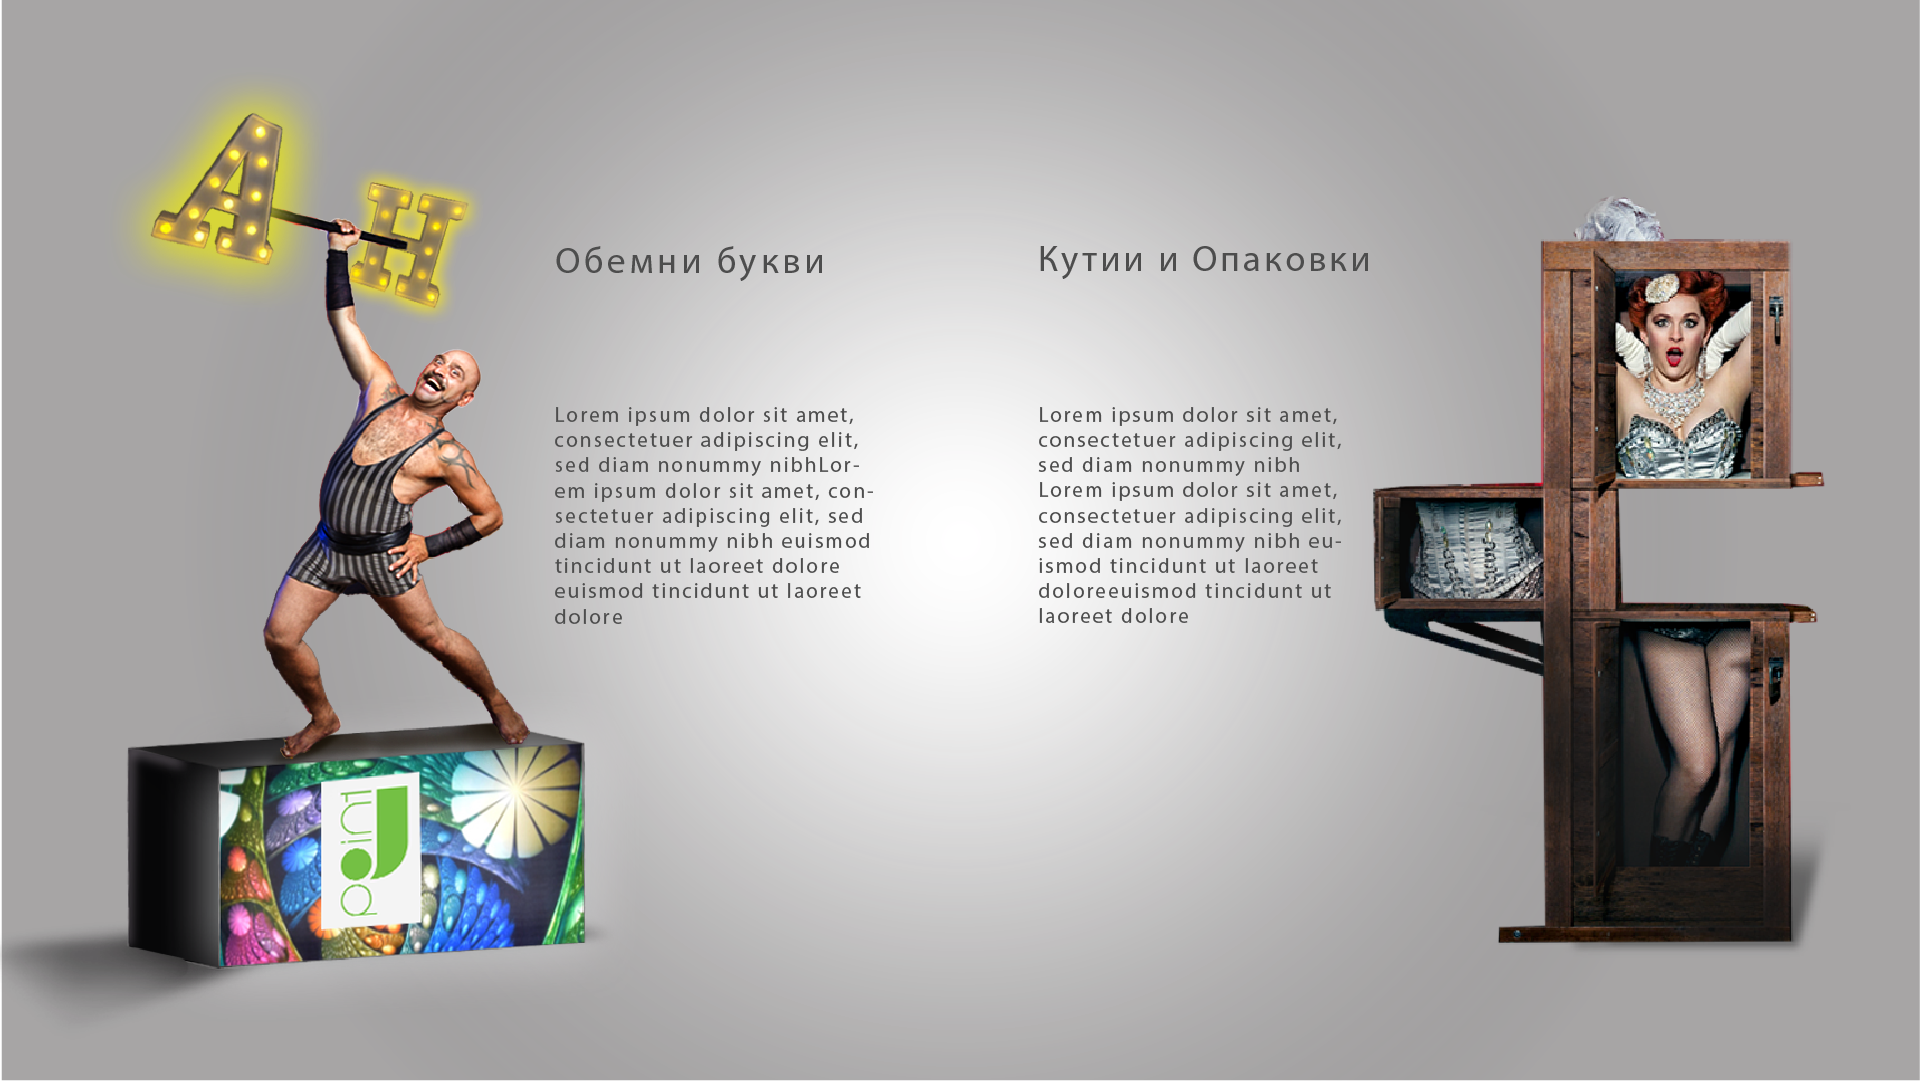 A H
Обемни букви
Lorem ipsum dolor sit amet,
consectetuer adipiscing elit,
sed diam nonummy nibhLor-
em ipsum dolor sit amet, con-
sectetuer adipiscing elit, sed
diam nonummy nibh euismod
tincidunt ut laoreet dolore
euismod tincidunt ut laoreet
dolore
Кутии и Опаковки
Lorem ipsum dolor sit amet,
consectetuer adipiscing elit,
sed diam nonummy nibh
Lorem ipsum dolor sit amet,
consectetuer adipiscing elit,
sed diam nonummy nibh eu-
ismod tincidunt ut laoreet
doloreeuismod tincidunt ut
laoreet dolore
point